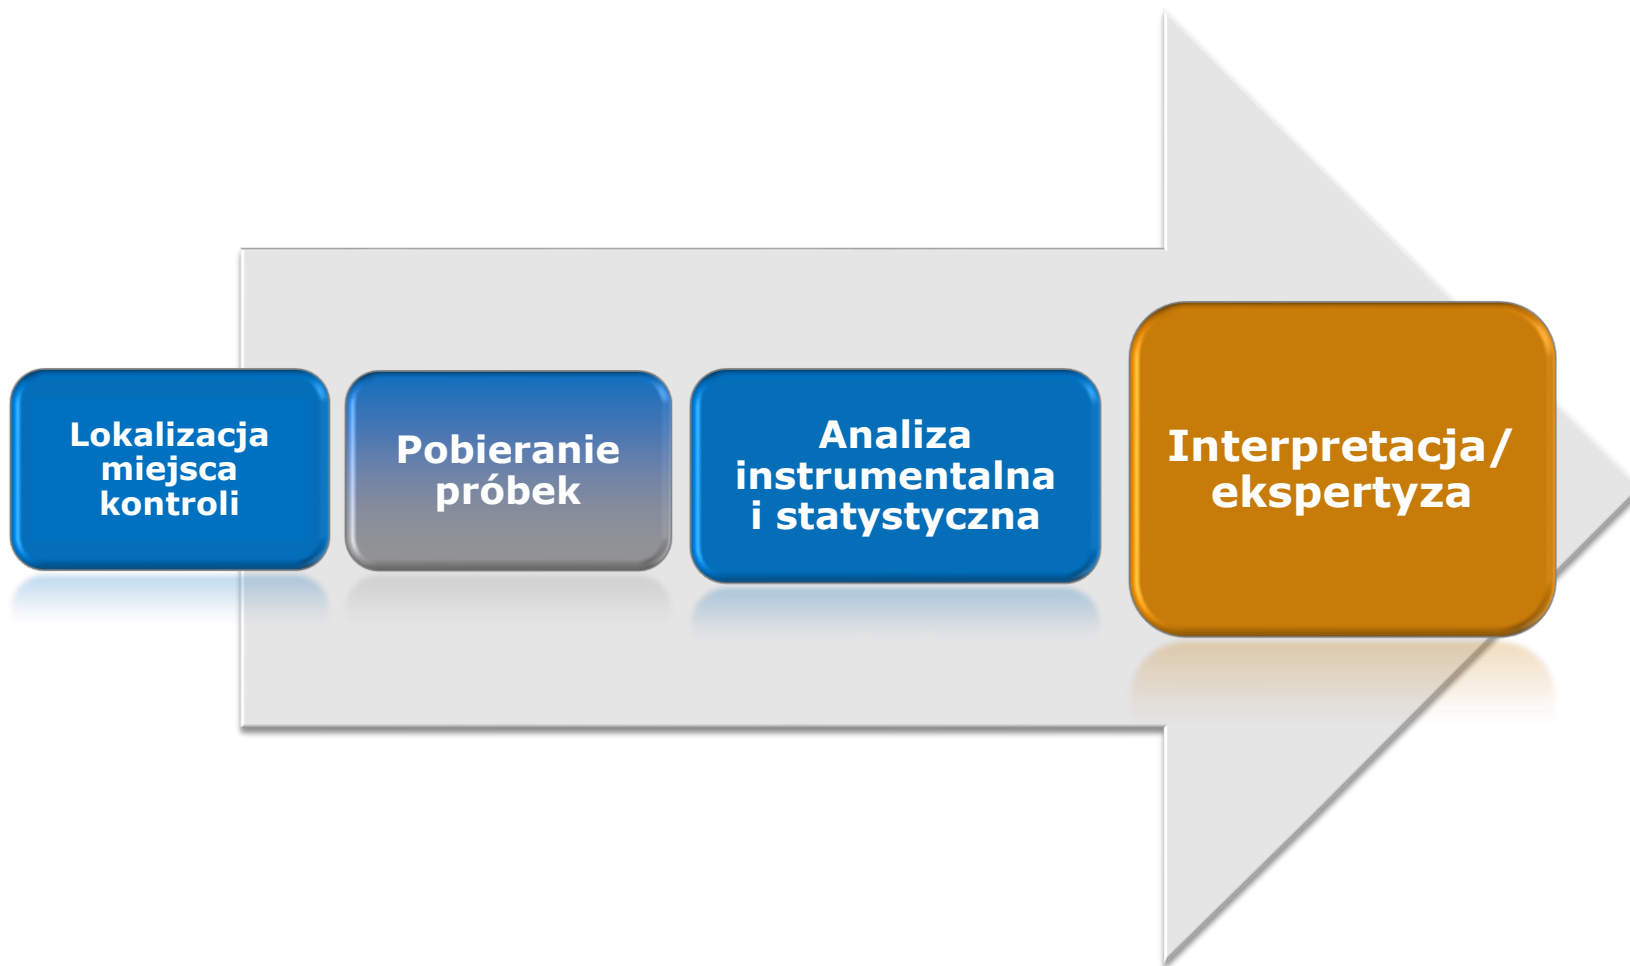 Lokalizacja
miejsca
kontroli
Pobieranie
próbek
Analiza
instrumentalna
i statystyczna
Interpretacja/
ekspertyza